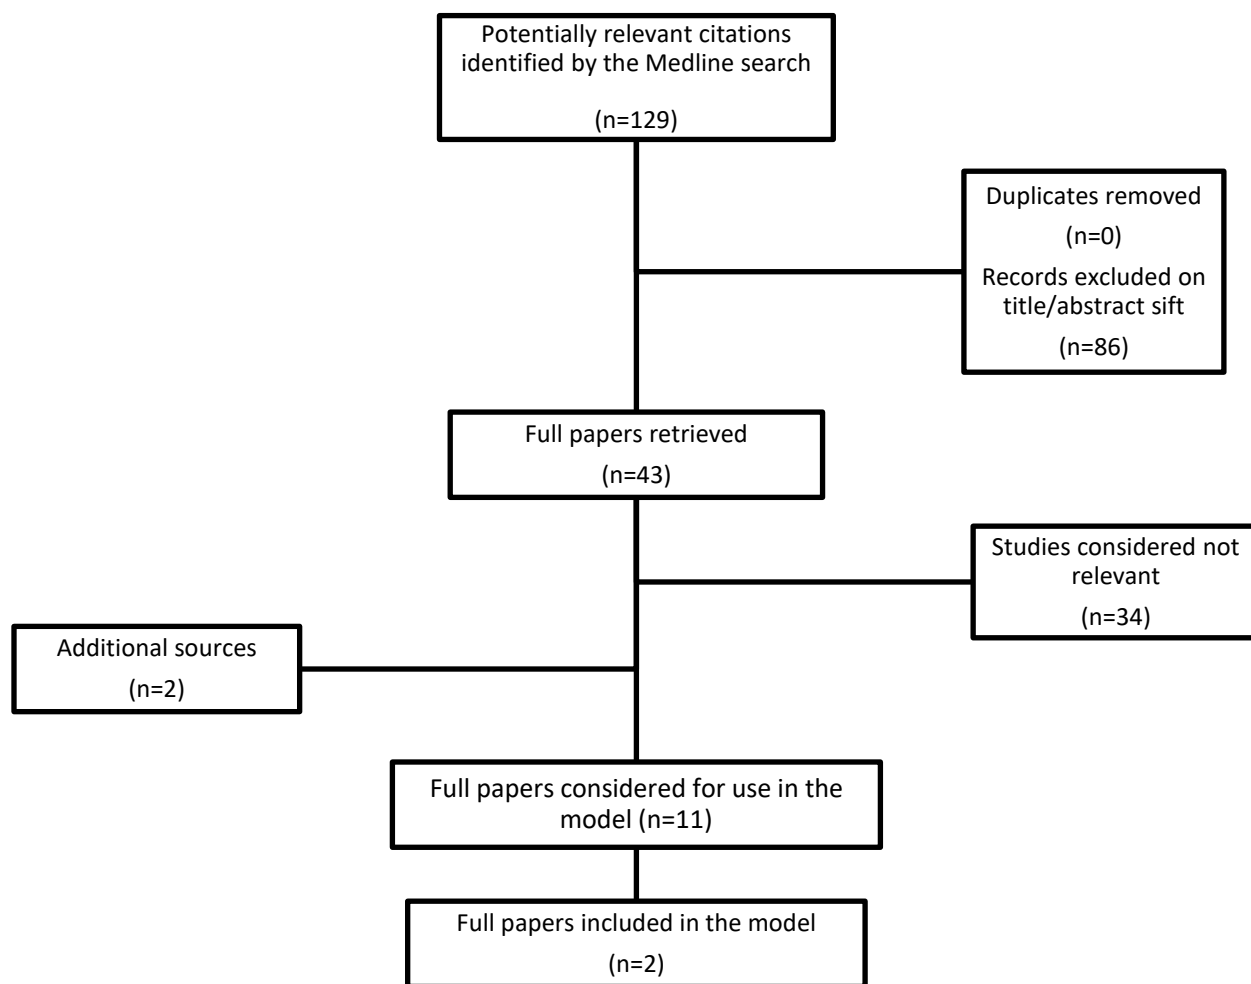 Potentially relevant citations
identified by the Medline search
(n=129)
Duplicates removed
(n=0)
Records excluded on
title/abstract sift
(n=86)
Full papers retrieved
(n=43)
Studies considered not
relevant
(n=34)
Additional sources
(n=2)
Full papers considered for use in the
model (n=11)
Full papers included in the model
(n=2)